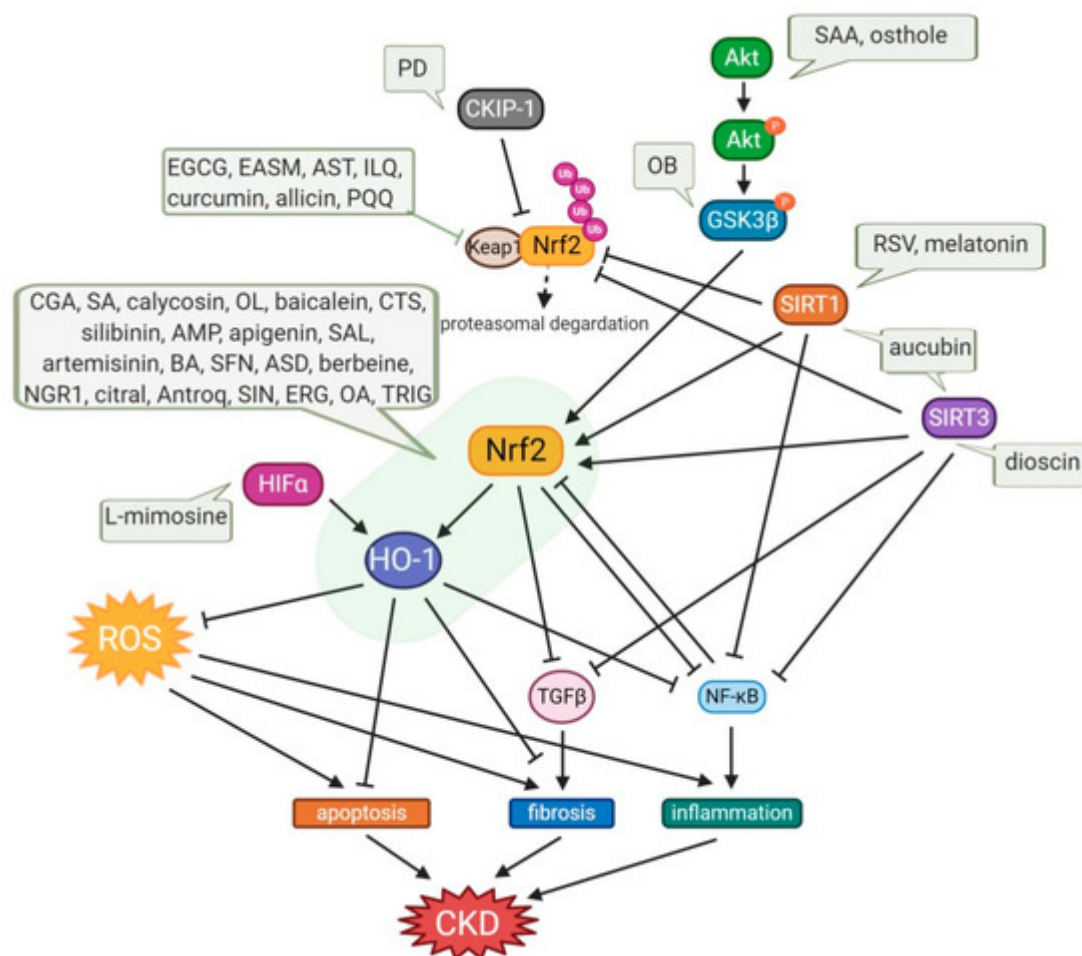 SAA, osthole
Akt
PD
CKIP-1
Akt
P
EGCG, EASM, AST, ILQ,
curcumin, allicin, PQQ
OB
Ub
Ub
Ub
Ub
GSK3β
P
Keap1
Nrf2
RSV, melatonin
CGA, SA, calycosin, OL, baicalein, CTS,
silibinin, AMP, apigenin, SAL,
artemisinin, BA, SFN, ASD, berbeine,
NGR1, citral, Antroq, SIN, ERG, OA, TRIG
proteasomal degardation
SIRT1
aucubin
SIRT3
dioscin
Nrf2
HIFα
L-mimosine
HO-1
ROS
TGFβ
NF-κB
apoptosis
fibrosis
inflammation
CKD